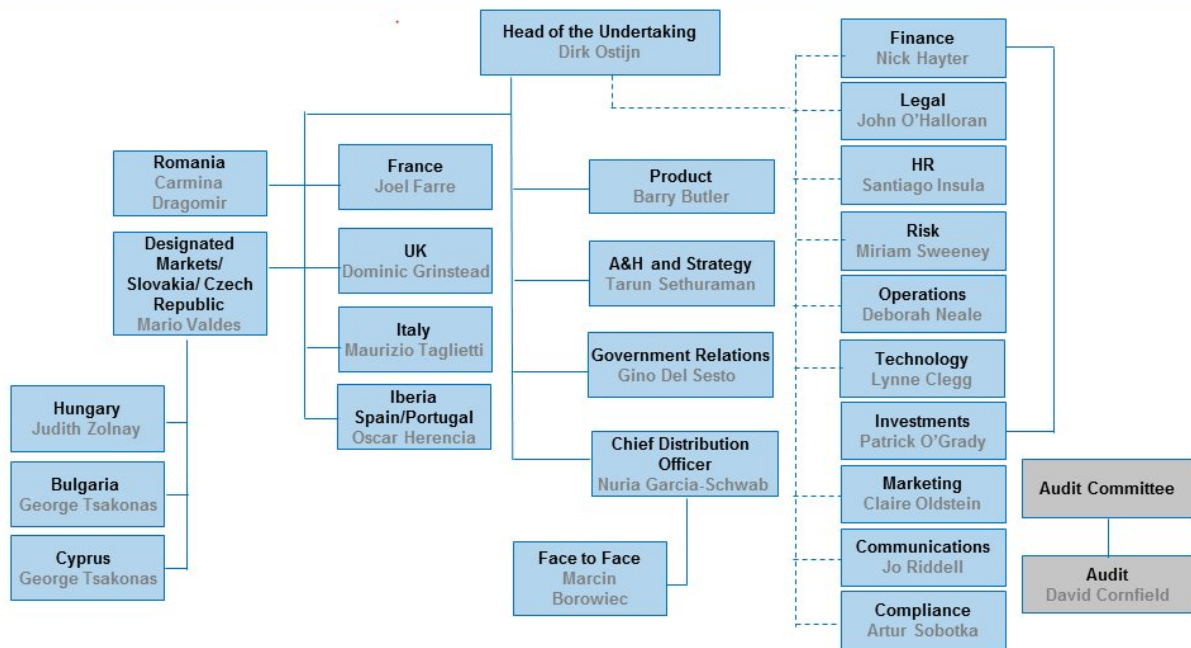 Head of the Undertaking
Dirk Ostijn
Finance
Nick Hayter
Legal
John O'Halloran
HR
Santiago Insula
Risk
Miriam Sweeney
Operations
Deborah Neale
Technology
Lynne Clegg
Investments
Patrick O'Grady
Marketing
Claire Oldstein
Communications
Jo Riddell
Compliance
Artur Sobotka
Romania
Carmina
Dragomir
Designated
Markets/
Slovakia/ Czech
Republic
Mario Valdes
Hungary
Judith Zolnay
Bulgaria
George Tsakonas
Cyprus
George Tsakonas
France
Joel Farre
UK
Dominic Grinstead
Italy
Maurizio Taglietti
Iberia
Spain/Portugal
Oscar Herencia
Product
Barry Butler
A&H and Strategy
Tarun Sethuraman
Government Relations
Gino Del Sesto
Chief Distribution
Officer
Nuria Garcia-Schwab
Face to Face
Marcin
Borowiec
Audit Committee
Audit
David Cornfield